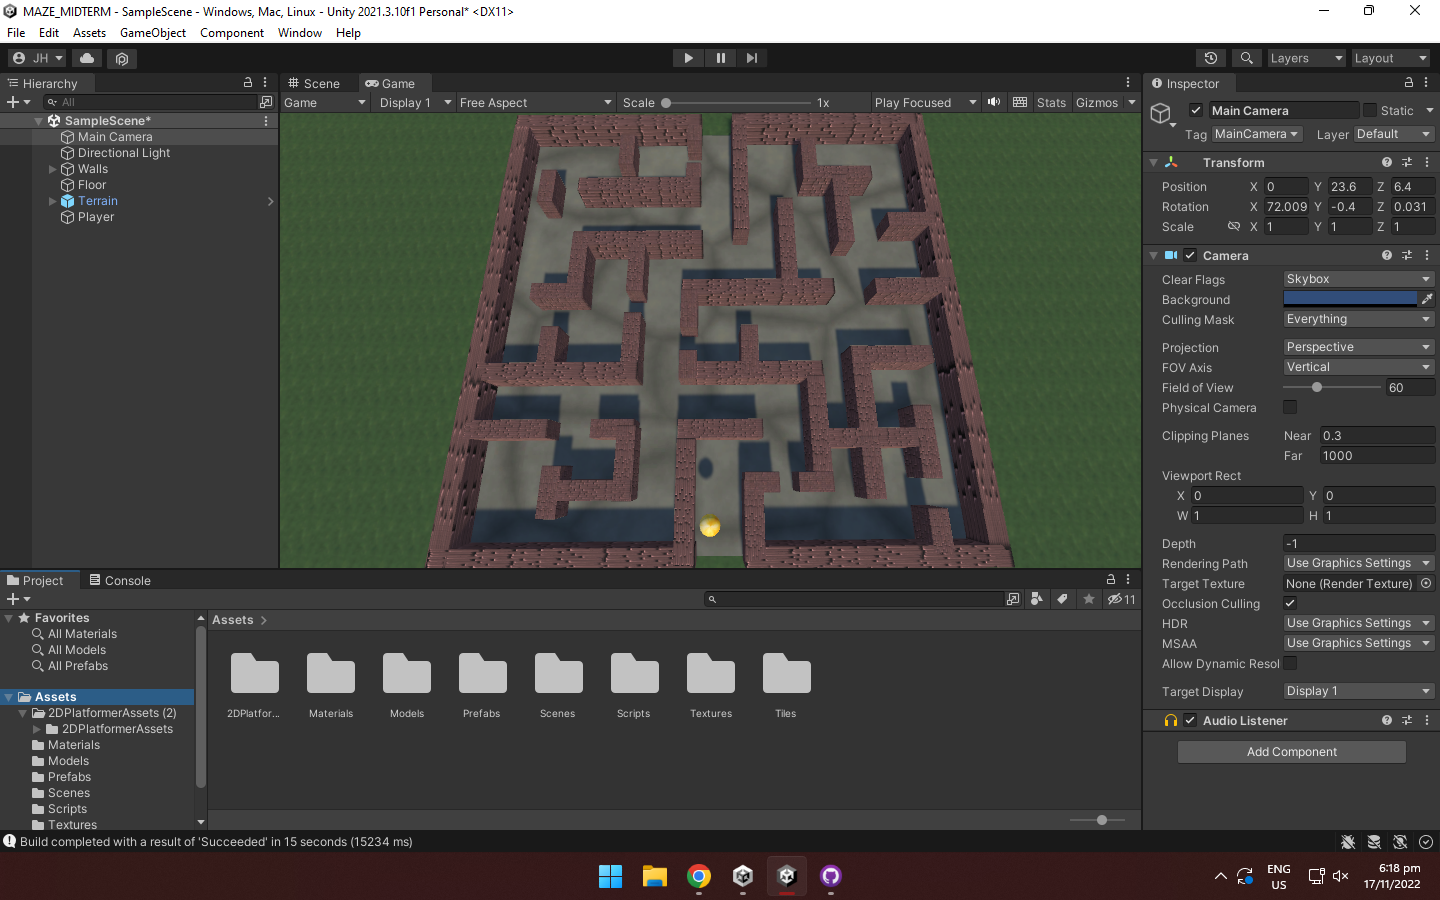 MAZE_MIDTERM - SampleScene - Windows, Mac, Linux - Unity 2021.3.10f1 Personal* <DX11>
File Edit Assets GameObject Component Window Help
JH Layers Layout
Hierarchy
All
SampleScene*
Main Camera
Directional Light
Walls
Floor
Terrain
Player
Scene Game
Game Display 1 Free Aspect Scale 1x Play Focused Stats Gizmos
Inspector
Main Camera Static
Tag MainCamera Layer Default
Transform
Position X 0 Y 23.6 Z 6.4
Rotation X 72.009 Y -0.4 Z 0.031
Scale X 1 Y 1 Z 1
Camera
Clear Flags Skybox
Background
Culling Mask Everything
Projection Perspective
FOV Axis Vertical
Field of View 60
Physical Camera
Clipping Planes Near 0.3
Far 1000
Viewport Rect
X 0 Y 0
W 1 H 1
Depth -1
Rendering Path Use Graphics Settings
Target Texture None (Render Texture)
Occlusion Culling
HDR Use Graphics Settings
MSAA Use Graphics Settings
Allow Dynamic Resol
Target Display Display 1
Audio Listener
Add Component
Project Console
11
Favorites
All Materials
All Models
All Prefabs
Assets
2DPlatformerAssets (2)
2DPlatformerAssets
Materials
Models
Prefabs
Scenes
Scripts
Textures
Assets >
2DPlatfor... Materials Models Prefabs Scenes Scripts Textures Tiles
Build completed with a result of 'Succeeded' in 15 seconds (15234 ms)
ENG
US
6:18 pm
17/11/2022